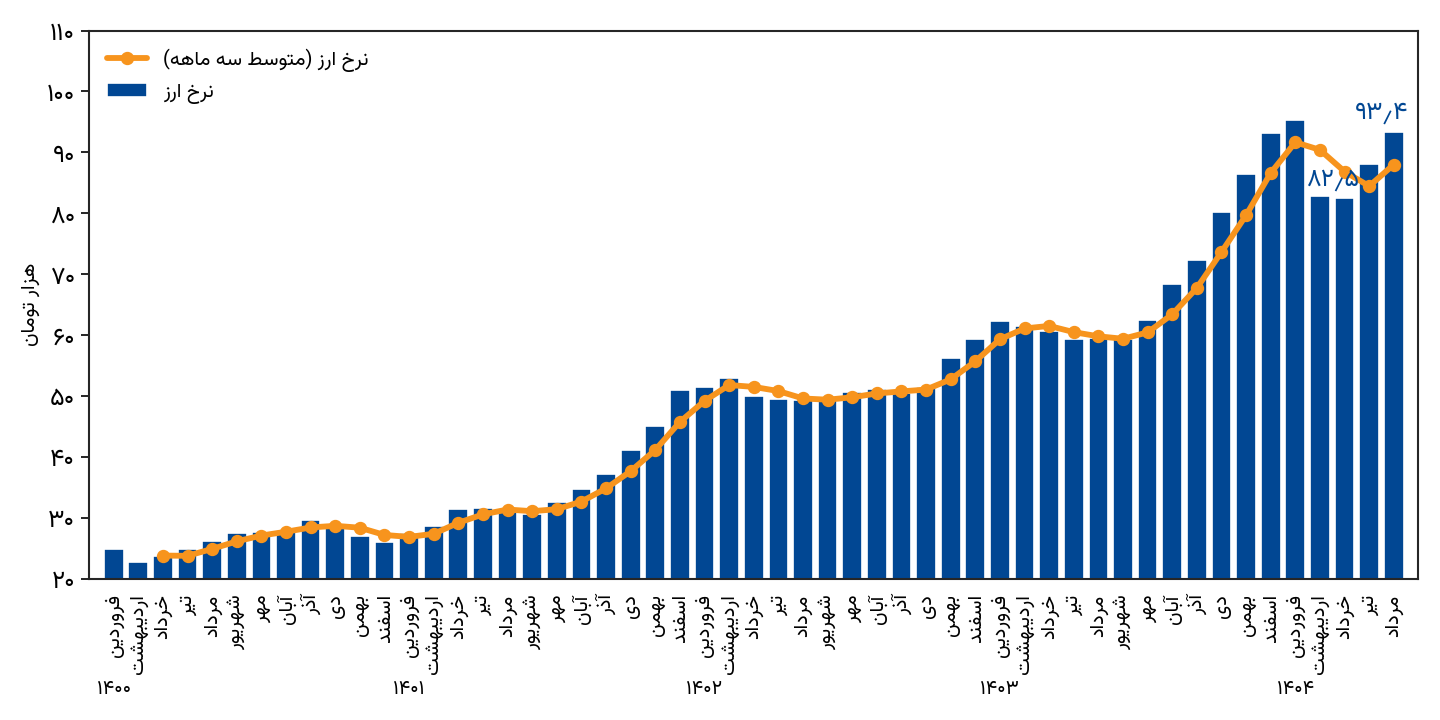 نرخ ارز (متوسط سه ماهه)
نرخ ارز
هزار تومان
۱۱۰
۱۰۰
۹۰
۸۰
۷۰
۶۰
۵۰
۴۰
۳۰
۲۰
۹۳٫۴
۸۲٫۵
فروردین اردیبهشت خرداد تیر مرداد شهریور مهر آبان آذر دی بهمن اسفند فروردین اردیبهشت خرداد تیر مرداد شهریور مهر آبان آذر دی بهمن اسفند فروردین اردیبهشت خرداد تیر مرداد شهریور مهر آبان آذر دی بهمن اسفند فروردین اردیبهشت خرداد تیر مرداد شهریور مهر آبان آذر دی بهمن اسفند فروردین اردیبهشت خرداد تیر مرداد
۱۴۰۰ ۱۴۰۱ ۱۴۰۲ ۱۴۰۳ ۱۴۰۴